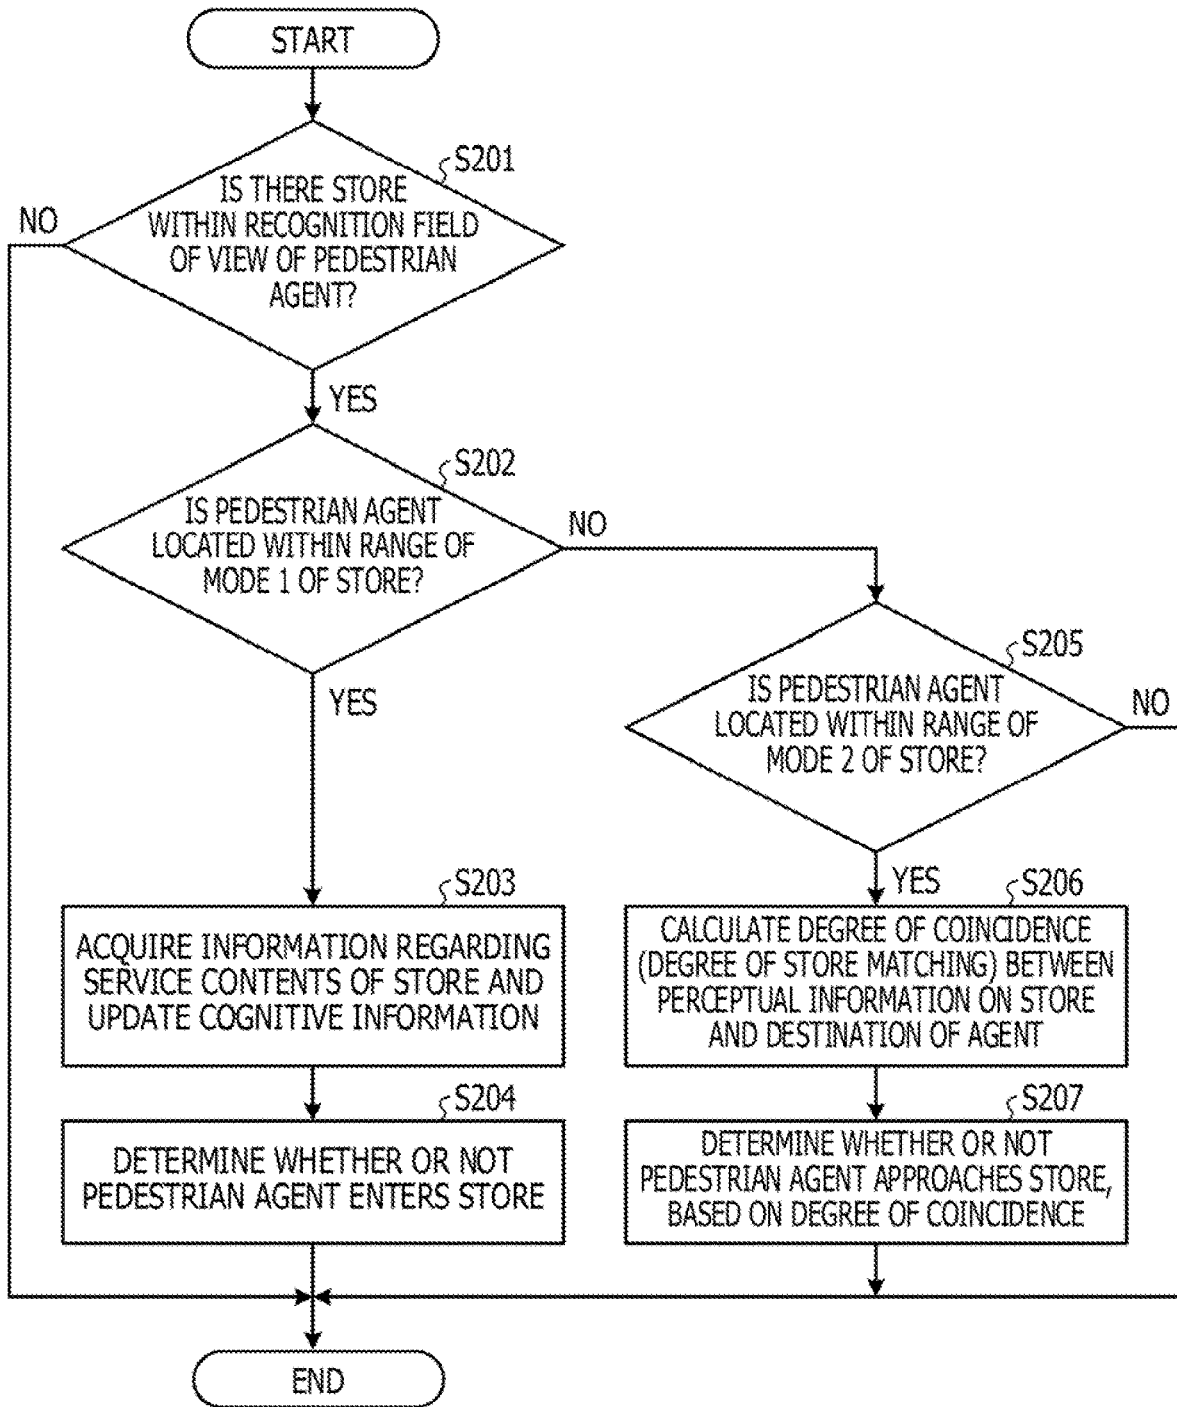 START
S201
IS THERE STORE
WITHIN RECOGNITION FIELD
OF VIEW OF PEDESTRIAN
AGENT?
NO
YES
S202
IS PEDESTRIAN AGENT
LOCATED WITHIN RANGE OF
MODE 1 OF STORE?
NO
YES
S205
IS PEDESTRIAN AGENT
LOCATED WITHIN RANGE OF
MODE 2 OF STORE?
NO
YES
S203
ACQUIRE INFORMATION REGARDING
SERVICE CONTENTS OF STORE AND
UPDATE COGNITIVE INFORMATION
S206
CALCULATE DEGREE OF COINCIDENCE
(DEGREE OF STORE MATCHING) BETWEEN
PERCEPTUAL INFORMATION ON STORE
AND DESTINATION OF AGENT
S204
DETERMINE WHETHER OR NOT
PEDESTRIAN AGENT ENTERS STORE
S207
DETERMINE WHETHER OR NOT
PEDESTRIAN AGENT APPROACHES STORE,
BASED ON DEGREE OF COINCIDENCE
END